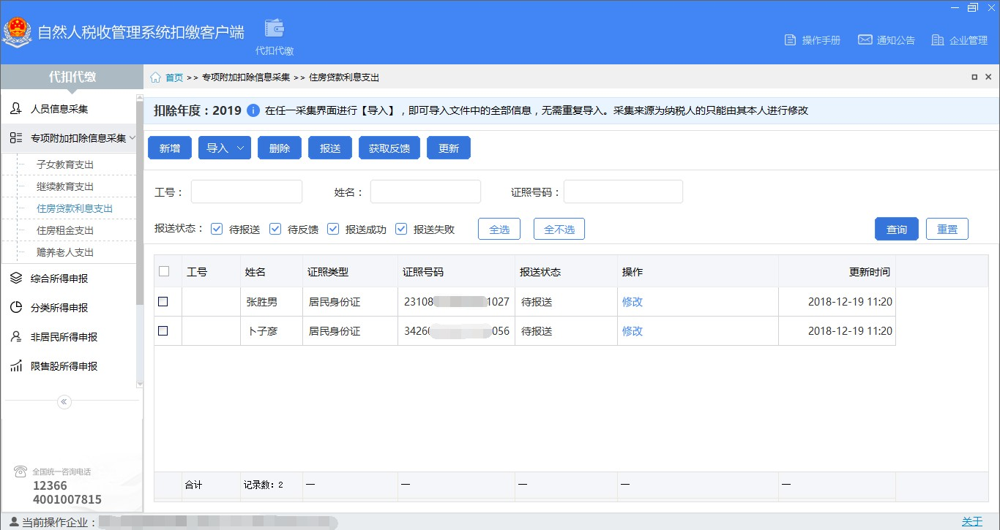 自然人税收管理系统扣缴客户端
代扣代缴
操作手册 通知公告 企业管理
代扣代缴
首页 >> 专项附加扣除信息采集 >> 住房贷款利息支出
人员信息采集
专项附加扣除信息采集
子女教育支出
继续教育支出
住房贷款利息支出
住房租金支出
赡养老人支出
综合所得申报
分类所得申报
非居民所得申报
限售股所得申报
全国统一咨询电话
12366
4001007815
扣除年度：2019 在任一采集界面进行【导入】，即可导入文件中的全部信息，无需重复导入。采集来源为纳税人的只能由其本人进行修改
新增 导入 删除 报送 获取反馈 更新
工号： 姓名： 证照号码：
报送状态： 待报送 待反馈 报送成功 报送失败 全选 全不选 查询 重置
工号 姓名 证照类型 证照号码 报送状态 操作 更新时间
张胜男 居民身份证 23108 1027 待报送 修改 2018-12-19 11:20
卜子彦 居民身份证 3426 056 待报送 修改 2018-12-19 11:20
合计 记录数：2 — — — — —
当前操作企业：
关于